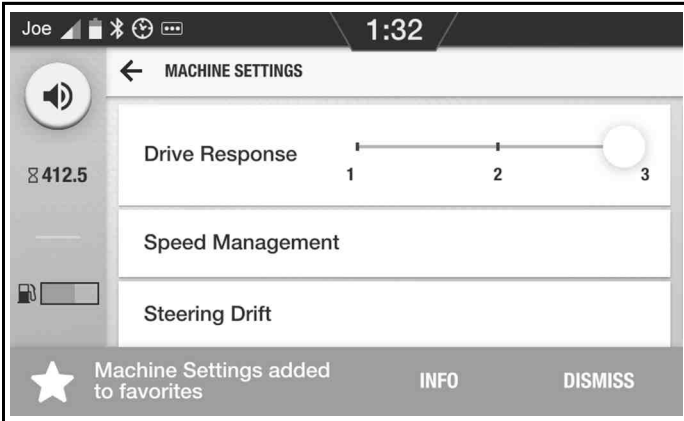 Joe 1:32
MACHINE SETTINGS
Drive Response
1 2 3
412.5
Speed Management
Steering Drift
Machine Settings added
to favorites
INFO DISMISS